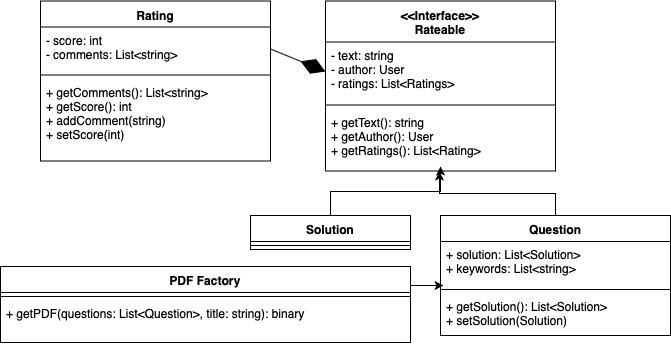 Rating
- score: int
- comments: List<string>
+ getComments(): List<string>
+ getScore(): int
+ addComment(string)
+ setScore(int)
<<Interface>>
Rateable
- text: string
- author: User
- ratings: List<Ratings>
+ getText(): string
+ getAuthor(): User
+ getRatings(): List<Rating>
Solution
Question
+ solution: List<Solution>
+ keywords: List<string>
+ getSolution(): List<Solution>
+ setSolution(Solution)
PDF Factory
+ getPDF(questions: List<Question>, title: string): binary